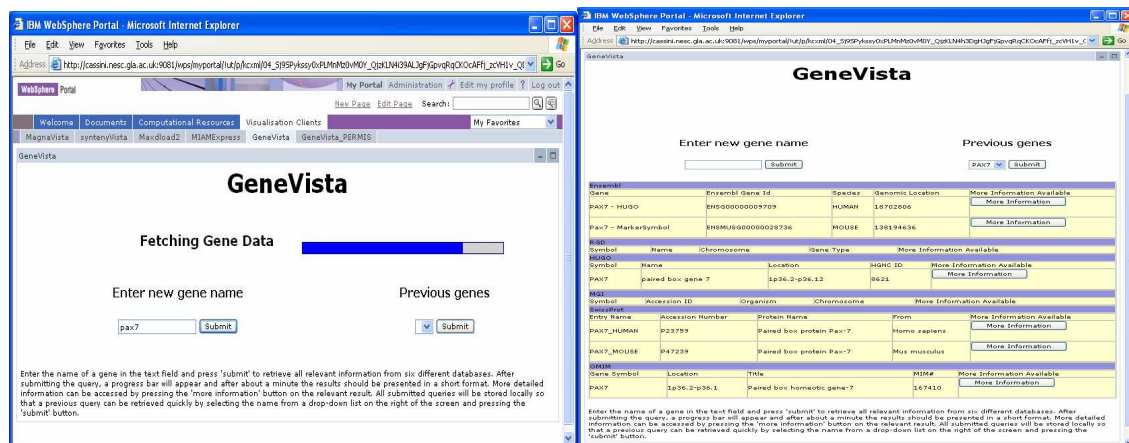 IBM WebSphere Portal - Microsoft Internet Explorer
File Edit View Favorites Tools Help
WebSphere Portal
My Portal Administration Edit my profile ? Log out
New Page Edit Page Search:
Welcome Documents Computational Resources Visualisation Clients My Favorites
MagnaVista syntenyVista Maxdload2 MIAMExpress GeneVista GeneVista_PERMIS
GeneVista
GeneVista
Fetching Gene Data
Enter new gene name Previous genes
pax7 Submit Submit
Enter the name of a gene in the text field and press 'submit' to retrieve all relevant information from six different databases. After
submitting the query, a progress bar will appear and after about a minute the results should be presented in a short format. More detailed
information can be accessed by pressing the 'more information' button on the relevant result. All submitted queries will be stored locally so
that a previous query can be retrieved quickly by selecting the name from a drop-down list on the right of the screen and pressing the
'submit' button.
IBM WebSphere Portal - Microsoft Internet Explorer
File Edit View Favorites Tools Help
Address Go
GeneVista
GeneVista
Enter new gene name Previous genes
Submit PAX7 Submit
Ensembl
Gene Ensembl Gene Id Species Genomic Location More Information Available
PAX7 - HUGO ENSG00000009709 HUMAN 18702806 More Information
Pax7 - MarkerSymbol ENSMUSG00000028736 MOUSE 138194636 More Information
RGD
Symbol Name Chromosome Gene Type More Information Available
HUGO
Symbol Name Location HGNC ID More Information Available
PAX7 paired box gene 7 1p36.2-p36.12 8621 More Information
MGI
Symbol Accession ID Organism Chromosome More Information Available
SwissProt
Entry Name Accession Number Protein Name From More Information Available
PAX7_HUMAN P23759 Paired box protein Pax-7 Homo sapiens More Information
PAX7_MOUSE P47239 Paired box protein Pax-7 Mus musculus More Information
OMIM
Gene Symbol Location Title MIM# More Information Available
PAX7 1p36.2-p36.1 Paired box homeotic gene-7 167410 More Information
Enter the name of a gene in the text field and press 'submit' to retrieve all relevant information from six different databases. After
submitting the query, a progress bar will appear and after about a minute the results should be presented in a short format. More detailed
information can be accessed by pressing the 'more information' button on the relevant result. All submitted queries will be stored locally so
that a previous query can be retrieved quickly by selecting the name from a drop-down list on the right of the screen and pressing the
'submit' button.